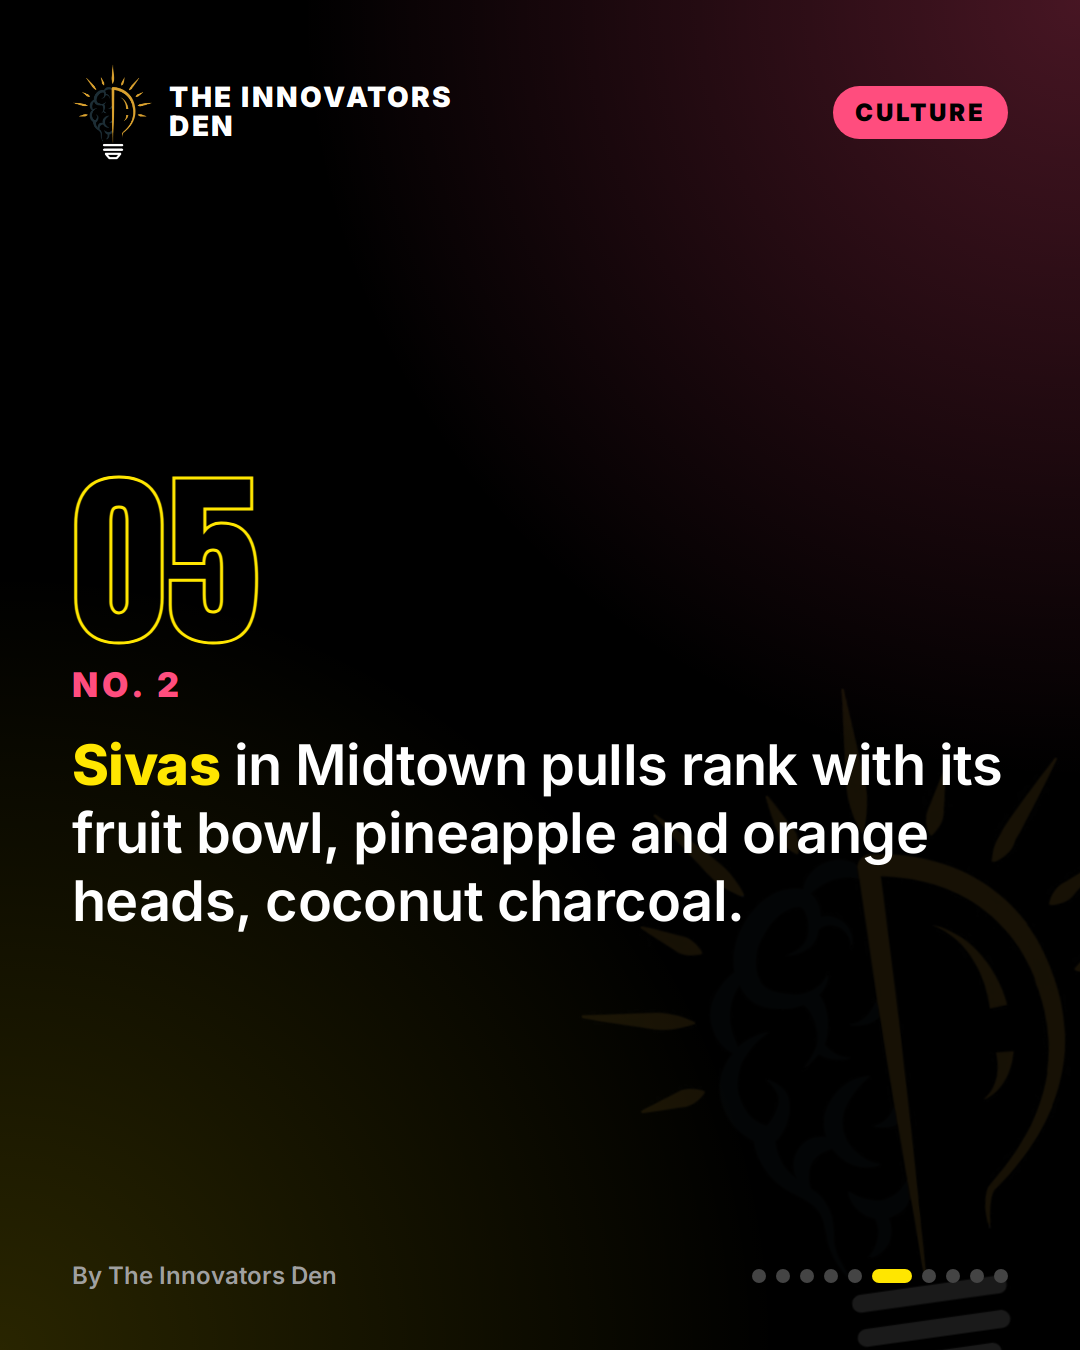 THE INNOVATORS
DEN
CULTURE
05
NO. 2
Sivas in Midtown pulls rank with its
fruit bowl, pineapple and orange
heads, coconut charcoal.
By The Innovators Den